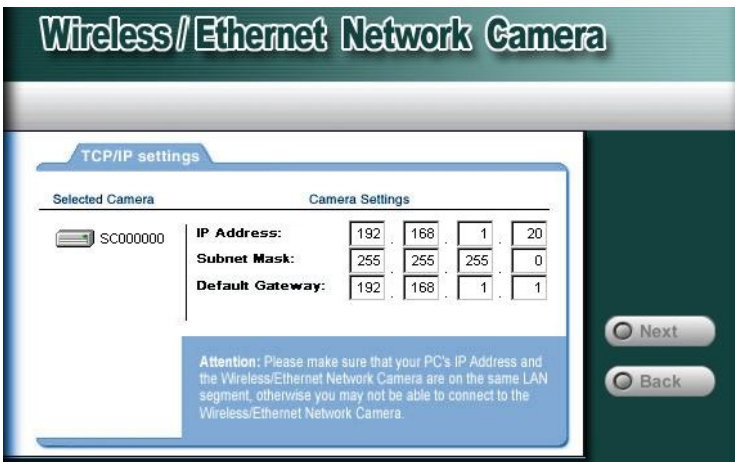 Wireless/Ethernet Network Camera
TCP/IP settings
Selected Camera
Camera Settings
SC000000
IP Address: 192 . 168 . 1 . 20
Subnet Mask: 255 . 255 . 255 . 0
Default Gateway: 192 . 168 . 1 . 1
Attention: Please make sure that your PC's IP Address and
the Wireless/Ethernet Network Camera are on the same LAN
segment, otherwise you may not be able to connect to the
Wireless/Ethernet Network Camera.
Next
Back